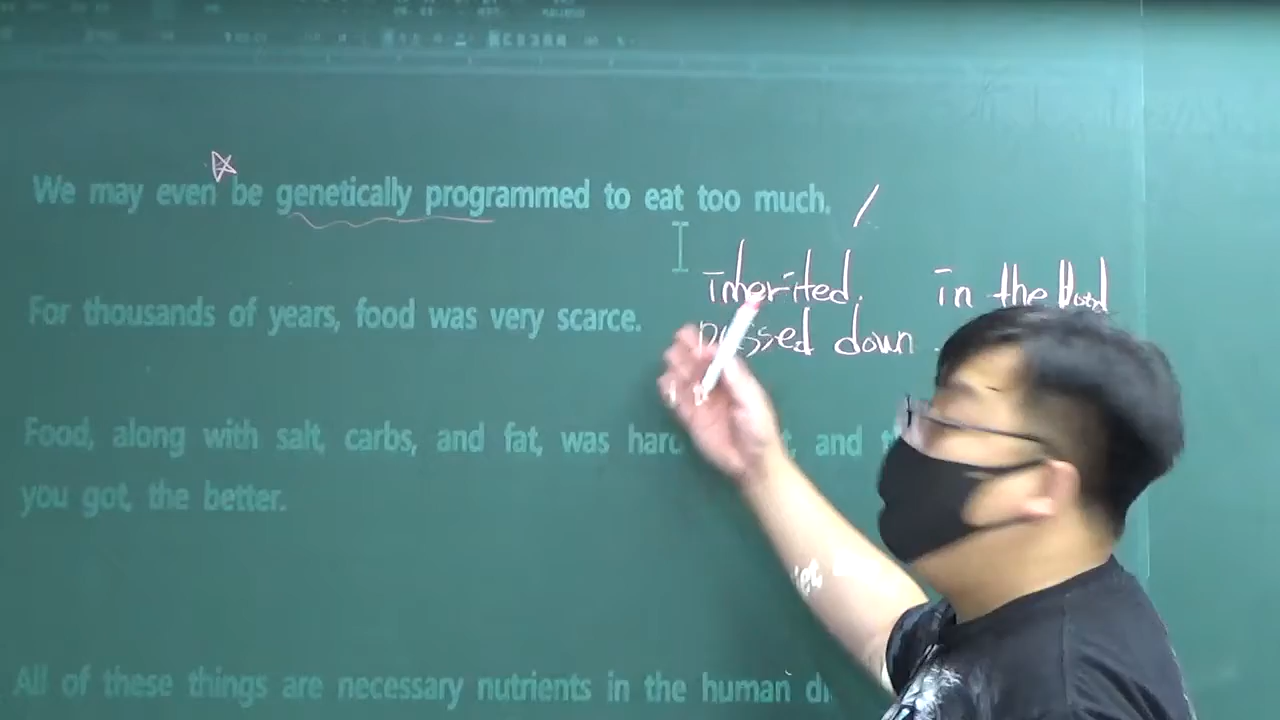 We may even be genetically programmed to eat too much.
inherited. in the blood
For thousands of years, food was very scarce.
passed down
Food, along with salt, carbs, and fat, was and
you got, the better.
All of these things are necessary nutrients in the human